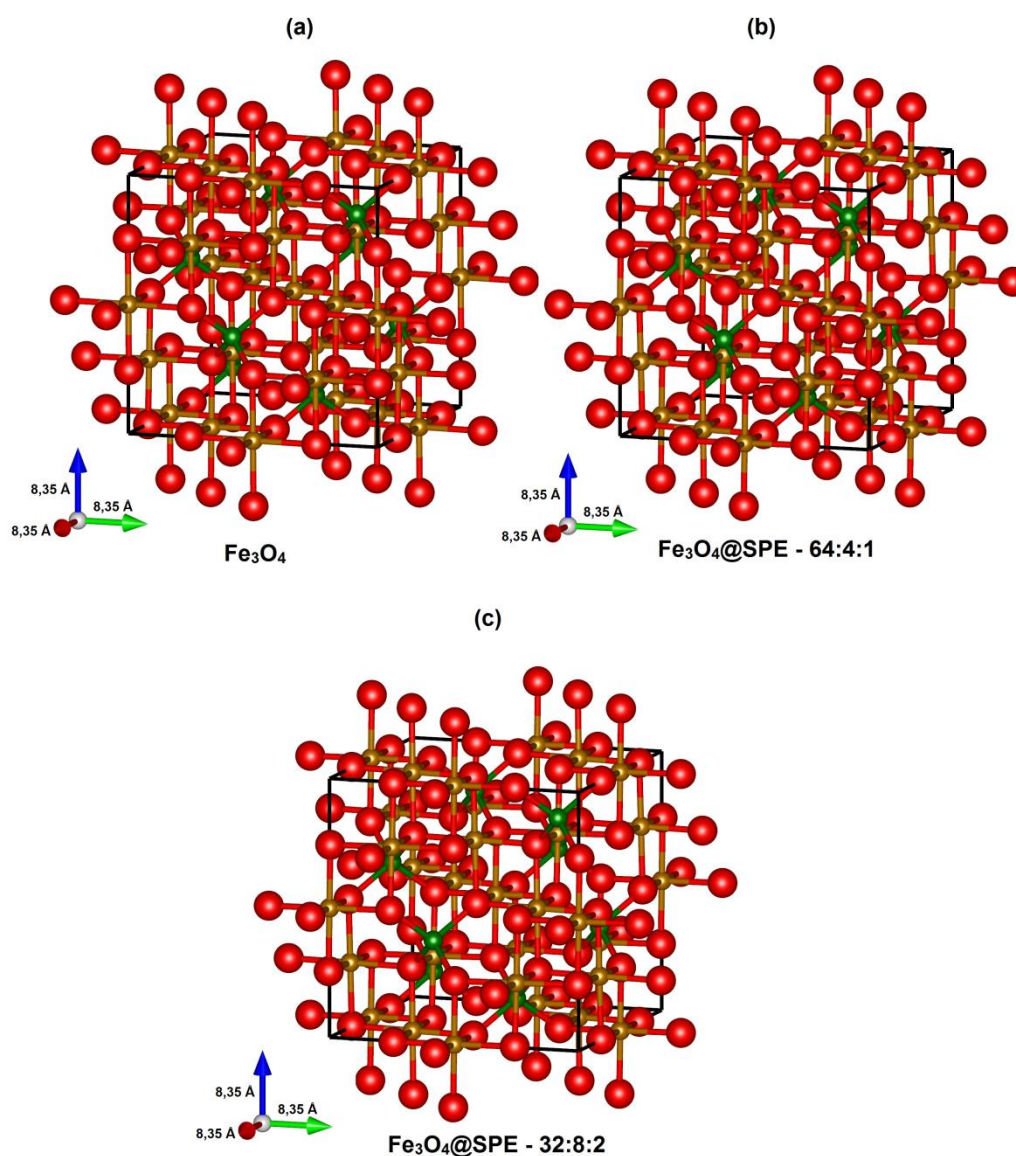 (a)
(b)
8,35 Å
8,35 Å
8,35 Å
Fe₃O₄
8,35 Å
8,35 Å
8,35 Å
Fe₃O₄@SPE - 64:4:1
(c)
8,35 Å
8,35 Å
8,35 Å
Fe₃O₄@SPE - 32:8:2